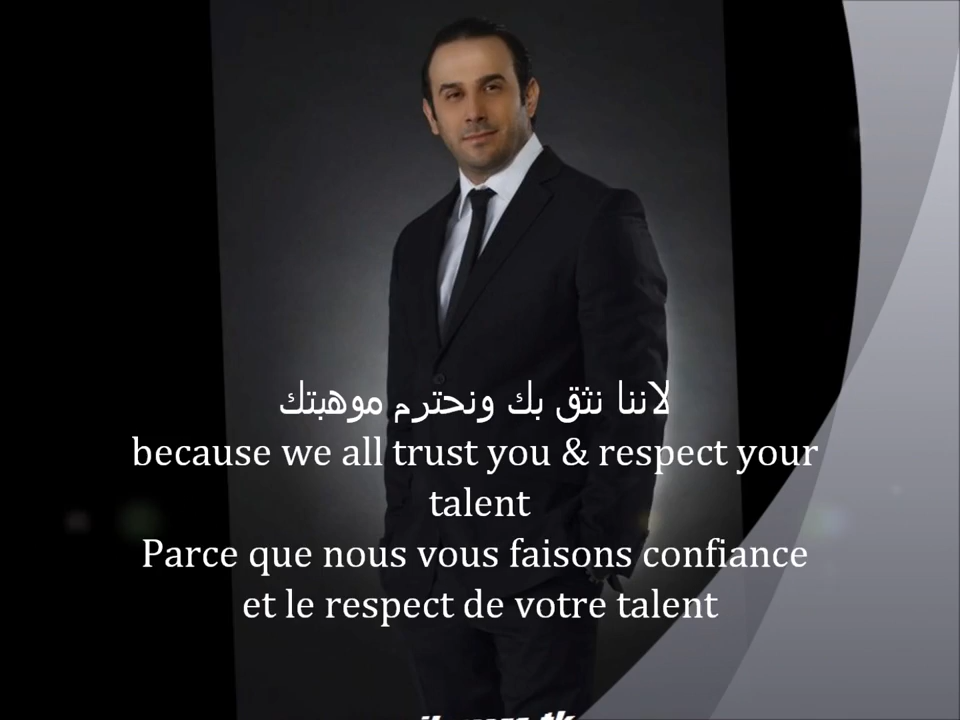 لاننا نثق بك ونحترم موهبتك
because we all trust you & respect your
talent
Parce que nous vous faisons confiance
et le respect de votre talent